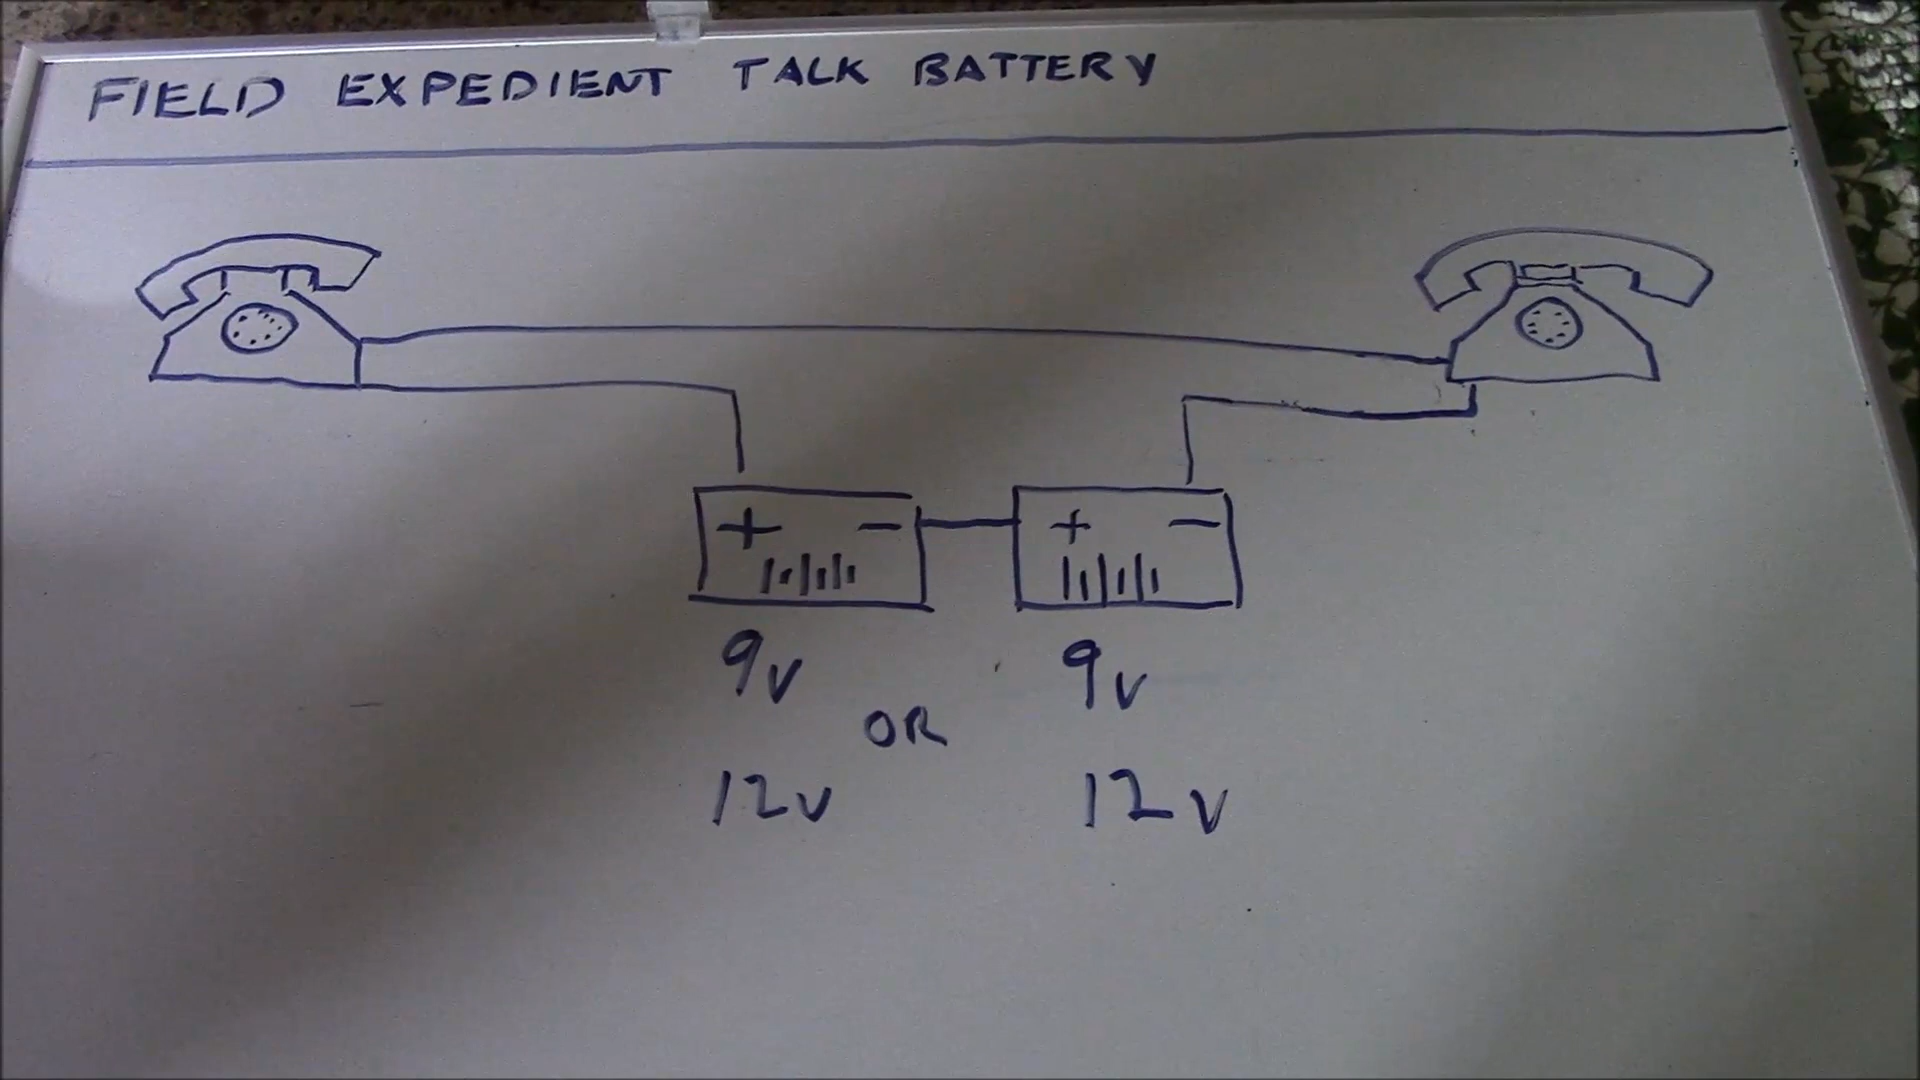 FIELD EXPEDIENT TALK BATTERY
+ - + -
9v 9v
OR
12v 12v